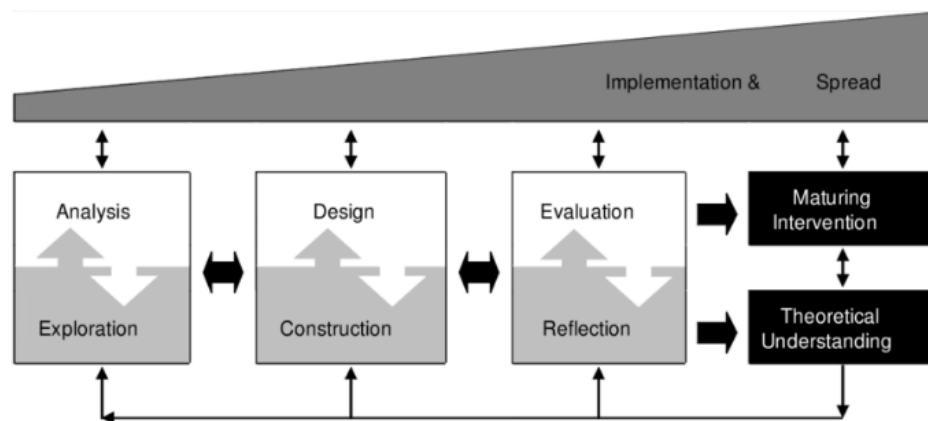 Implementation & Spread
Analysis
Exploration
Design
Construction
Evaluation
Reflection
Maturing
Intervention
Theoretical
Understanding